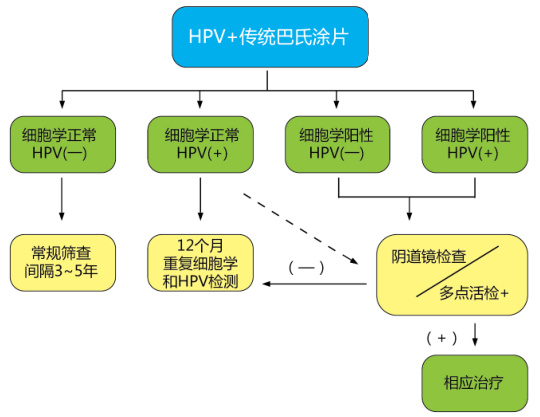 HPV+传统巴氏涂片
细胞学正常
HPV(—)
细胞学正常
HPV(+)
细胞学阳性
HPV(—)
细胞学阳性
HPV(+)
常规筛查
间隔3~5年
12个月
重复细胞学
和HPV检测
(—)
阴道镜检查
多点活检+
(+)
相应治疗